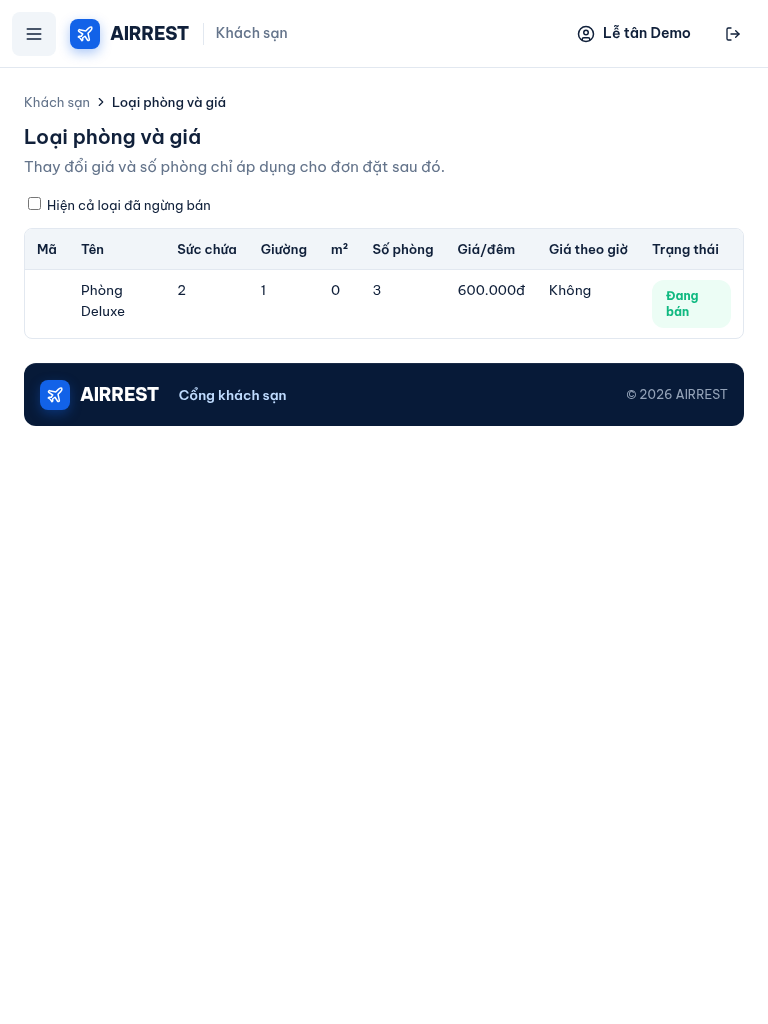 AIRREST Khách sạn Lễ tân Demo
Khách sạn > Loại phòng và giá
Loại phòng và giá
Thay đổi giá và số phòng chỉ áp dụng cho đơn đặt sau đó.
Hiện cả loại đã ngừng bán
Mã Tên Sức chứa Giường m² Số phòng Giá/đêm Giá theo giờ Trạng thái
Phòng Deluxe 2 1 0 3 600.000đ Không Đang bán
AIRREST Cổng khách sạn © 2026 AIRREST